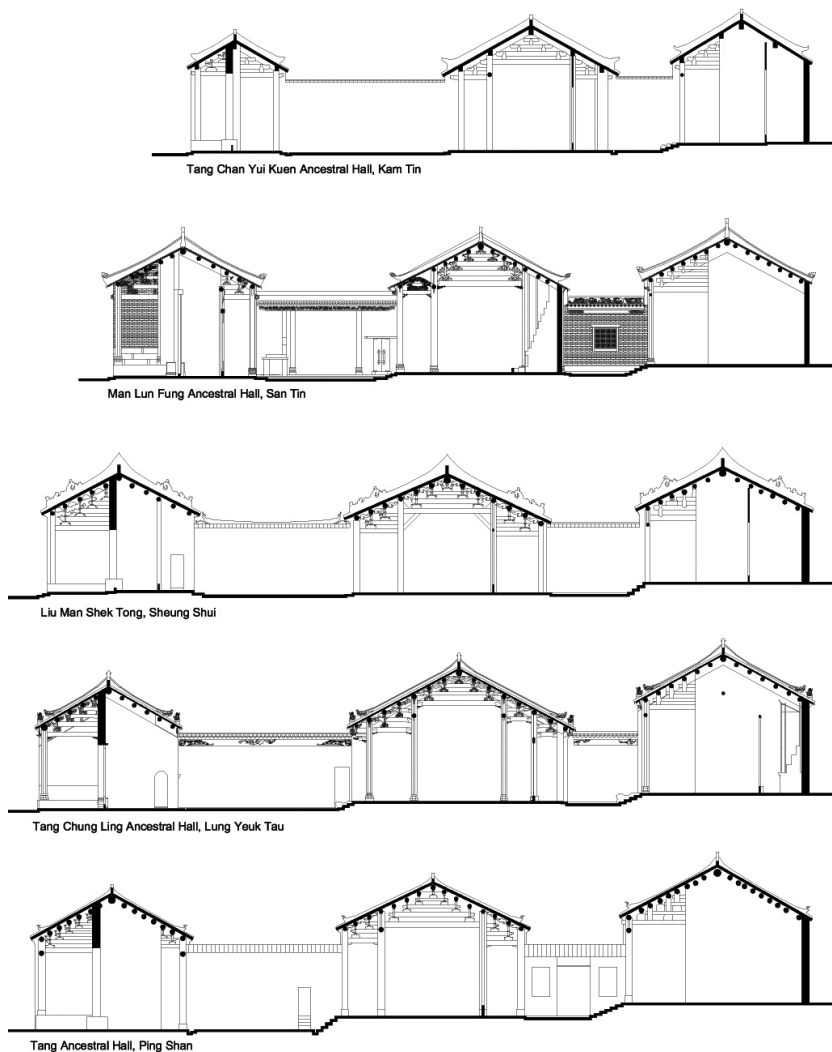 Tang Chan Yui Kuen Ancestral Hall, Kam Tin
Man Lun Fung Ancestral Hall, San Tin
Liu Man Shek Tong, Sheung Shui
Tang Chung Ling Ancestral Hall, Lung Yeuk Tau
Tang Ancestral Hall, Ping Shan